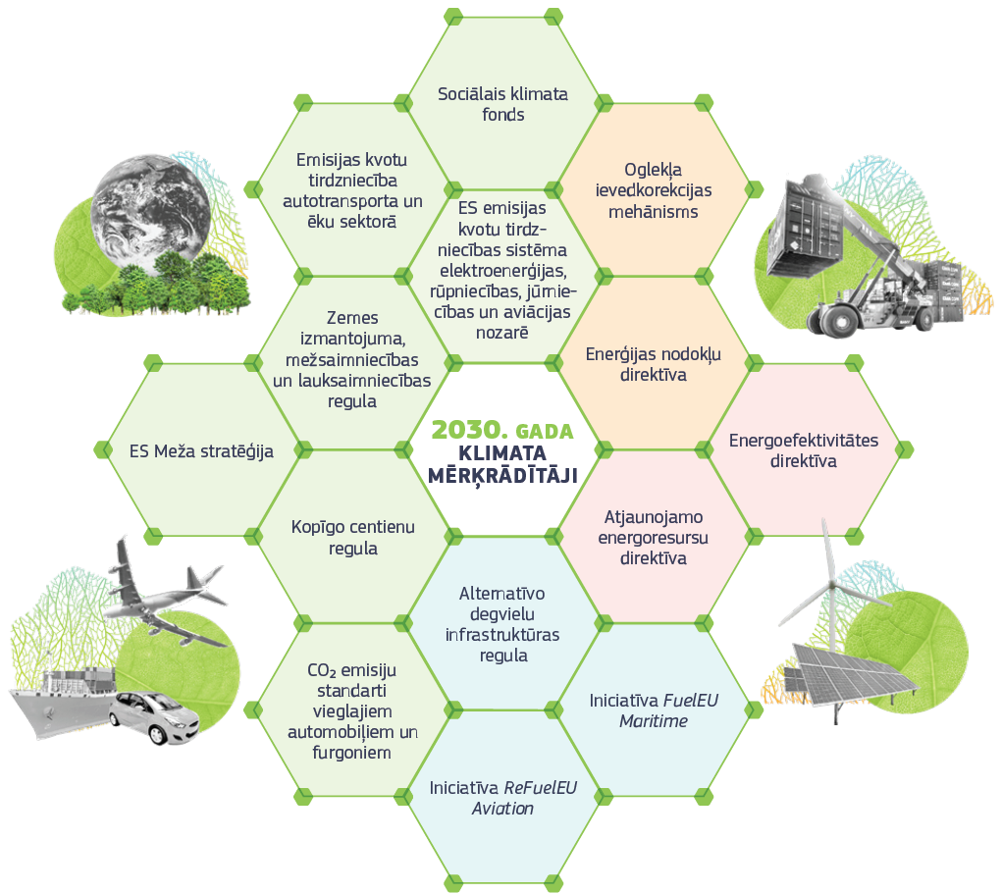 Sociālais klimata
fonds
Emisijas kvotu
tirdzniecība
autotransporta un
ēku sektorā
Oglekļa
ievedkorekcijas
mehānisms
ES emisijas
kvotu tirdz-
niecības sistēma
elektroenerģijas,
rūpniecības, jūrnie-
cības un aviācijas
nozarē
Zemes
izmantojuma,
mežsaimniecības
un lauksaimniecības
regula
Enerģijas nodokļu
direktīva
ES Meža stratēģija
2030. GADA
KLIMATA
MĒRĶRĀDĪTĀJI
Energoefektivitātes
direktīva
Kopīgo centienu
regula
Atjaunojamo
energoresursu
direktīva
Alternatīvo
degvielu
infrastruktūras
regula
CO₂ emisiju
standarti
vieglajiem
automobiļiem un
furgoniem
Iniciatīva FuelEU
Maritime
Iniciatīva ReFuelEU
Aviation